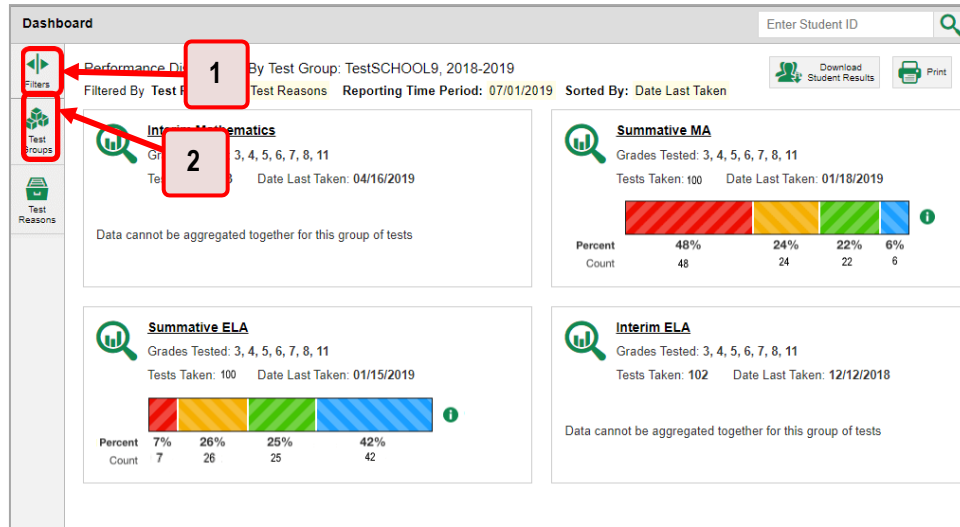 Dashboard
Enter Student ID
Filters
Test Groups
Test Reasons
1
2
Performance By Test Group: TestSCHOOL9, 2018-2019
Filtered By Test Test Reasons Reporting Time Period: 07/01/2019 Sorted By: Date Last Taken
Download Student Results
Print
Interim Mathematics
3, 4, 5, 6, 7, 8, 11
Date Last Taken: 04/16/2019
Data cannot be aggregated together for this group of tests
Summative MA
Grades Tested: 3, 4, 5, 6, 7, 8, 11
Tests Taken: 100 Date Last Taken: 01/18/2019
Percent 48% 24% 22% 6%
Count 48 24 22 6
Summative ELA
Grades Tested: 3, 4, 5, 6, 7, 8, 11
Tests Taken: 100 Date Last Taken: 01/15/2019
Percent 7% 26% 25% 42%
Count 7 26 25 42
Interim ELA
Grades Tested: 3, 4, 5, 6, 7, 8, 11
Tests Taken: 102 Date Last Taken: 12/12/2018
Data cannot be aggregated together for this group of tests